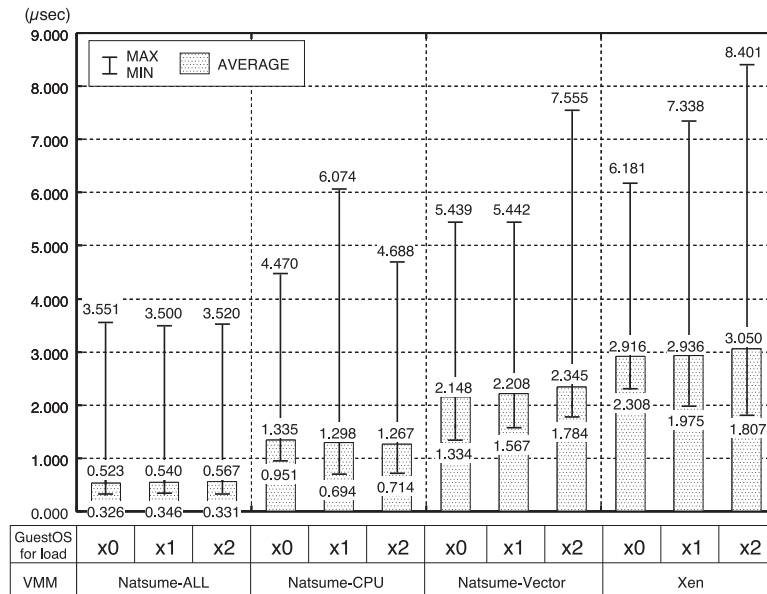 (μsec)
9.000
MAX
MIN
AVERAGE
8.401
8.000
7.555
7.338
7.000
6.181
6.074
6.000
5.439 5.442
5.000
4.688
4.470
4.000
3.551 3.500 3.520
3.000
2.916 2.936 3.050
2.148 2.208 2.345
2.308
2.000
1.975
1.807
1.784
1.567
1.335 1.298 1.267
1.334
1.000
0.951
0.694 0.714
0.523 0.540 0.567
0.326 0.346 0.331
0.000
GuestOS
for load
x0 x1 x2 x0 x1 x2 x0 x1 x2 x0 x1 x2
VMM Natsume-ALL Natsume-CPU Natsume-Vector Xen